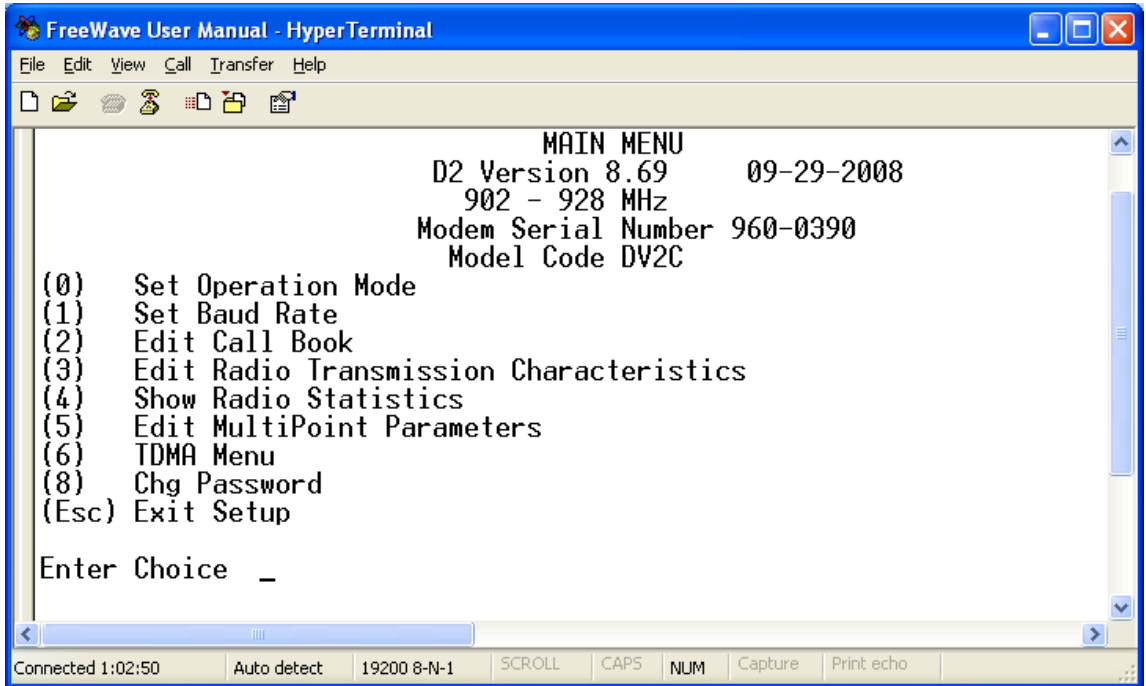 FreeWave User Manual - HyperTerminal
File Edit View Call Transfer Help
MAIN MENU
D2 Version 8.69 09-29-2008
902 - 928 MHz
Modem Serial Number 960-0390
Model Code DV2C
(0) Set Operation Mode
(1) Set Baud Rate
(2) Edit Call Book
(3) Edit Radio Transmission Characteristics
(4) Show Radio Statistics
(5) Edit MultiPoint Parameters
(6) TDMA Menu
(8) Chg Password
(Esc) Exit Setup
Enter Choice _
Connected 1:02:50 Auto detect 19200 8-N-1 SCROLL CAPS NUM Capture Print echo